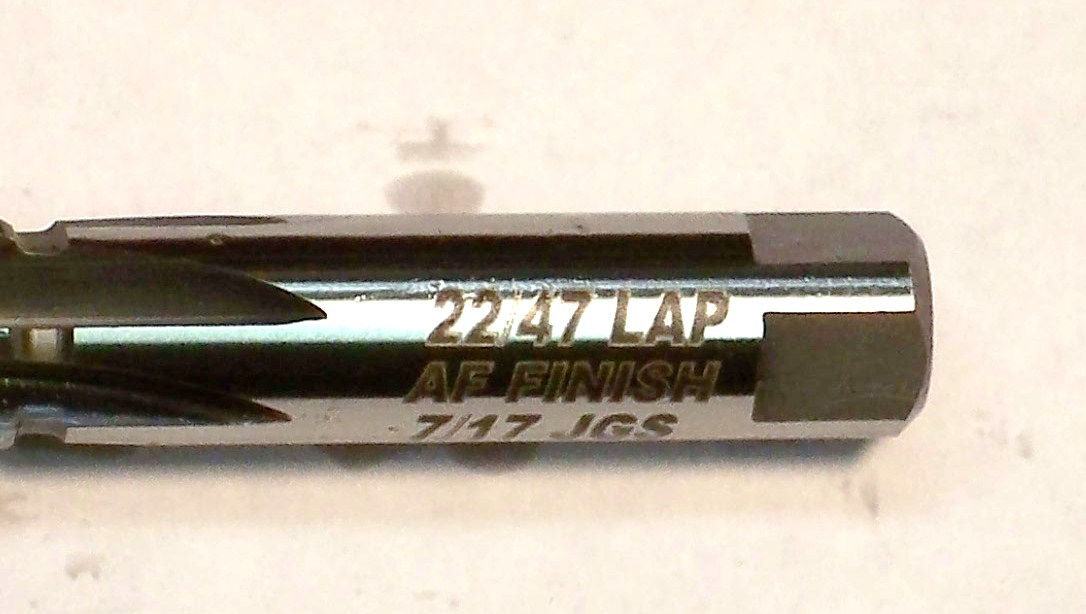 22/47 LAP
AF FINISH
7/17 JGS